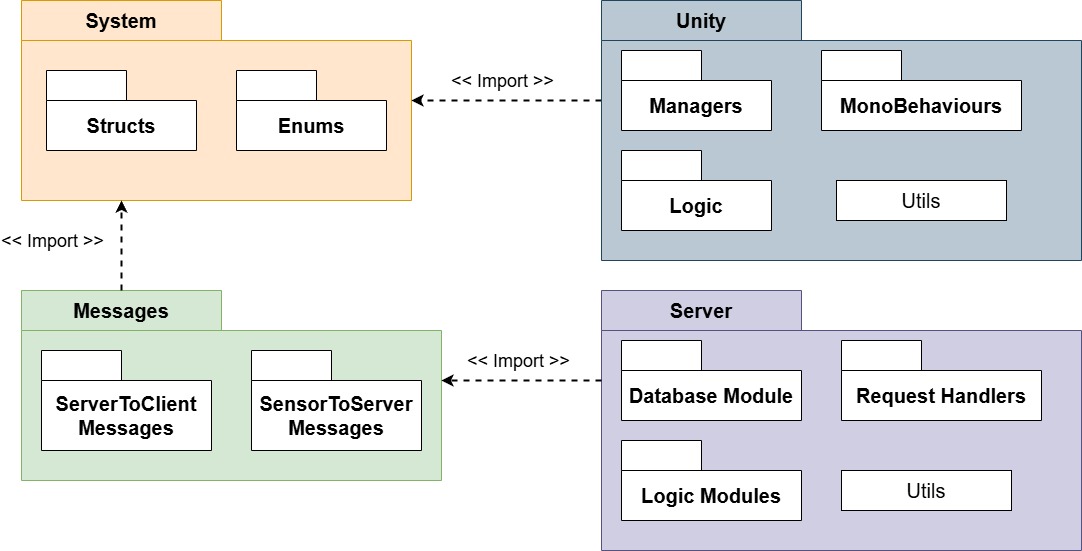 System
Structs
Enums
<< Import >>
Unity
Managers
MonoBehaviours
Logic
Utils
<< Import >>
Messages
ServerToClient
Messages
SensorToServer
Messages
<< Import >>
Server
Database Module
Request Handlers
Logic Modules
Utils